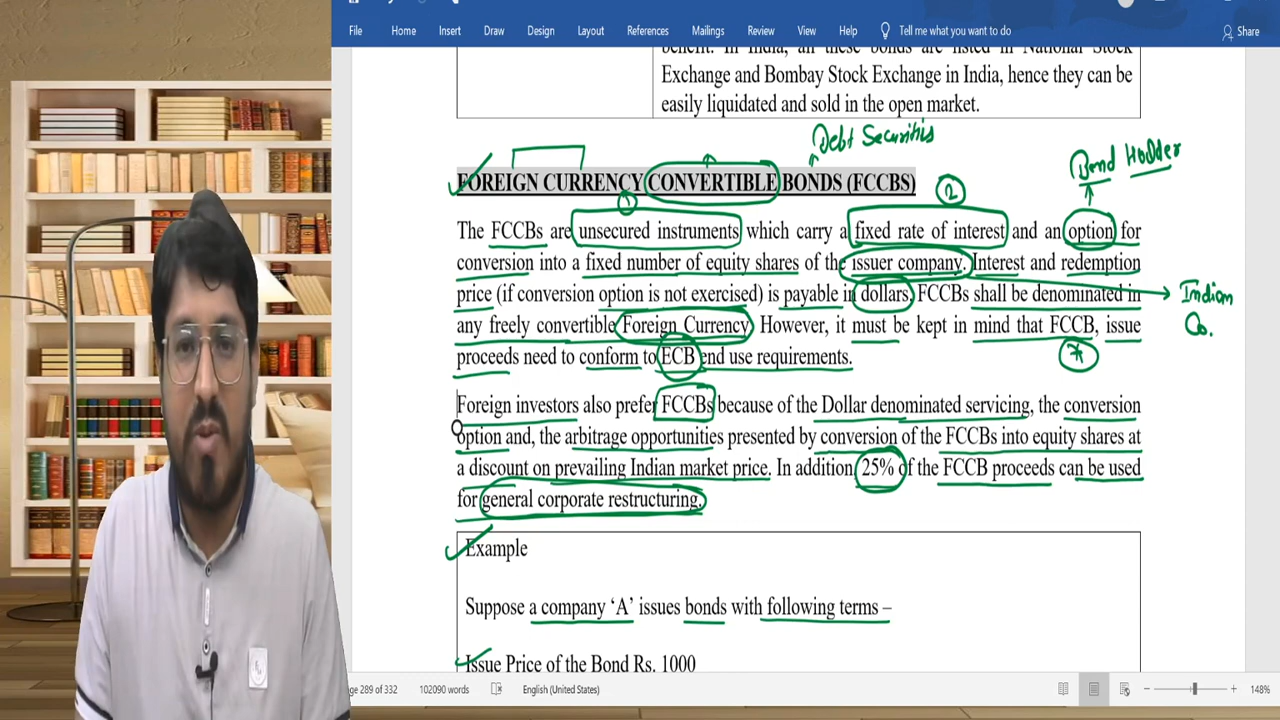 File Home Insert Draw Design Layout References Mailings Review View Help Tell me what you want to do Share
benefit. In India, all these bonds are listed in National Stock
Exchange and Bombay Stock Exchange in India, hence they can be
easily liquidated and sold in the open market.
Debt Securities
Bond Holder
FOREIGN CURRENCY CONVERTIBLE BONDS (FCCBS)
1
2
The FCCBs are unsecured instruments which carry a fixed rate of interest and an option for
conversion into a fixed number of equity shares of the issuer company. Interest and redemption
price (if conversion option is not exercised) is payable in dollars. FCCBs shall be denominated in
Indian
Co.
any freely convertible Foreign Currency. However, it must be kept in mind that FCCB, issue
proceeds need to conform to ECB end use requirements.
Foreign investors also prefer FCCBs because of the Dollar denominated servicing, the conversion
option and, the arbitrage opportunities presented by conversion of the FCCBs into equity shares at
a discount on prevailing Indian market price. In addition, 25% of the FCCB proceeds can be used
for general corporate restructuring.
Example
Suppose a company ‘A’ issues bonds with following terms –
Issue Price of the Bond Rs. 1000
Page 289 of 332 102090 words English (United States) 148%